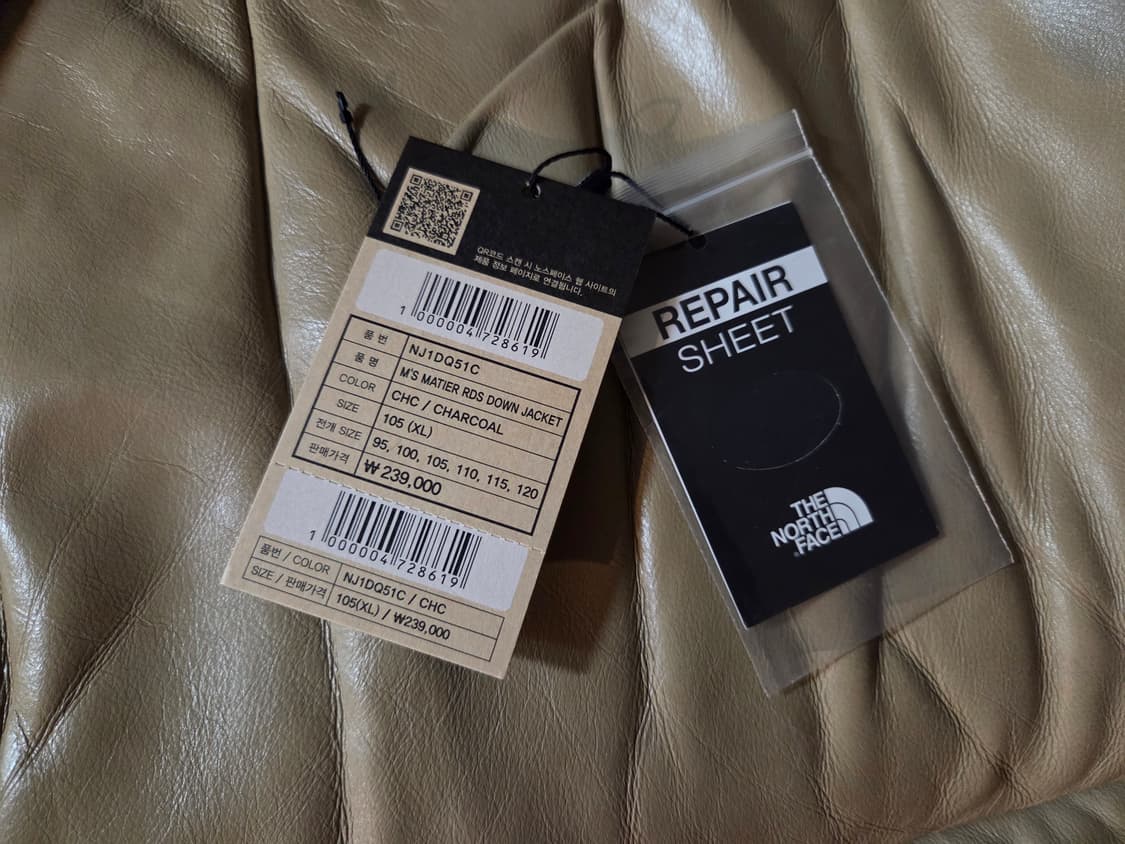 QR코드 스캔 시 노스페이스 웹 사이트의
제품 정보 페이지로 연결됩니다.
1 000004 728619
품 번 NJ1DQ51C
품 명 M'S MATIER RDS DOWN JACKET
COLOR CHC / CHARCOAL
SIZE 105 (XL)
전개 SIZE 95, 100, 105, 110, 115, 120
판매가격 ₩239,000
1 000004 728619
품번 / COLOR NJ1DQ51C / CHC
SIZE / 판매가격 105(XL) / ₩239,000
REPAIR
SHEET
THE
NORTH
FACE